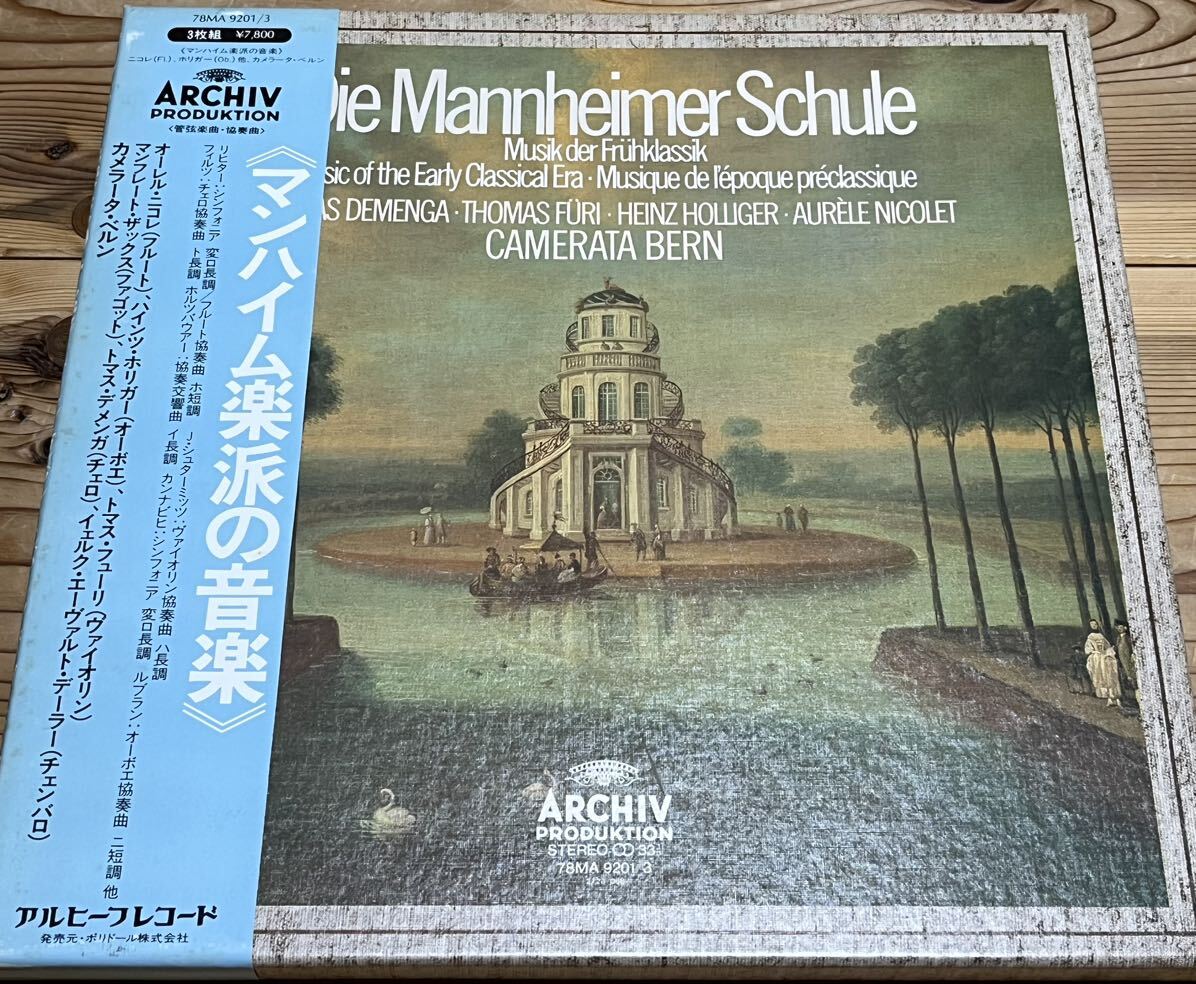 78MA 9201/3
3枚組 ¥7,800
《マンハイム楽派の音楽》
ニコレ(Fl.)、ホリガー(Ob.)他、カメラータ・ベルン
ARCHIV
PRODUKTION
〈管弦楽曲・協奏曲〉
《マンハイム楽派の音楽》
リヒター:シンフォニア 変ロ長調/フルート協奏曲 ホ短調 J・シュターミッツ:ヴァイオリン協奏曲 ハ長調
フィルツ:チェロ協奏曲 ト長調 ホルツバウアー:協奏交響曲 イ長調 カンナビヒ:シンフォニア 変ロ長調 ルブラン:オーボエ協奏曲 ニ短調 他
オーレル・ニコレ(フルート)、ハインツ・ホリガー(オーボエ)、トマス・フューリ(ヴァイオリン)
マンフレート・ザックス(ファゴット)、トマス・デメンガ(チェロ)、イェルク・エーヴァルト・デーラー(チェンバロ)
カメラータ・ベルン
アルヒーフレコード
発売元・ポリドール株式会社
Die Mannheimer Schule
Musik der Frühklassik
sic of the Early Classical Era · Musique de l'époque préclassique
AS DEMENGA · THOMAS FÜRI · HEINZ HOLLIGER · AURÈLE NICOLET
CAMERATA BERN
ARCHIV
PRODUKTION
STEREO 33
78MA 9201/3